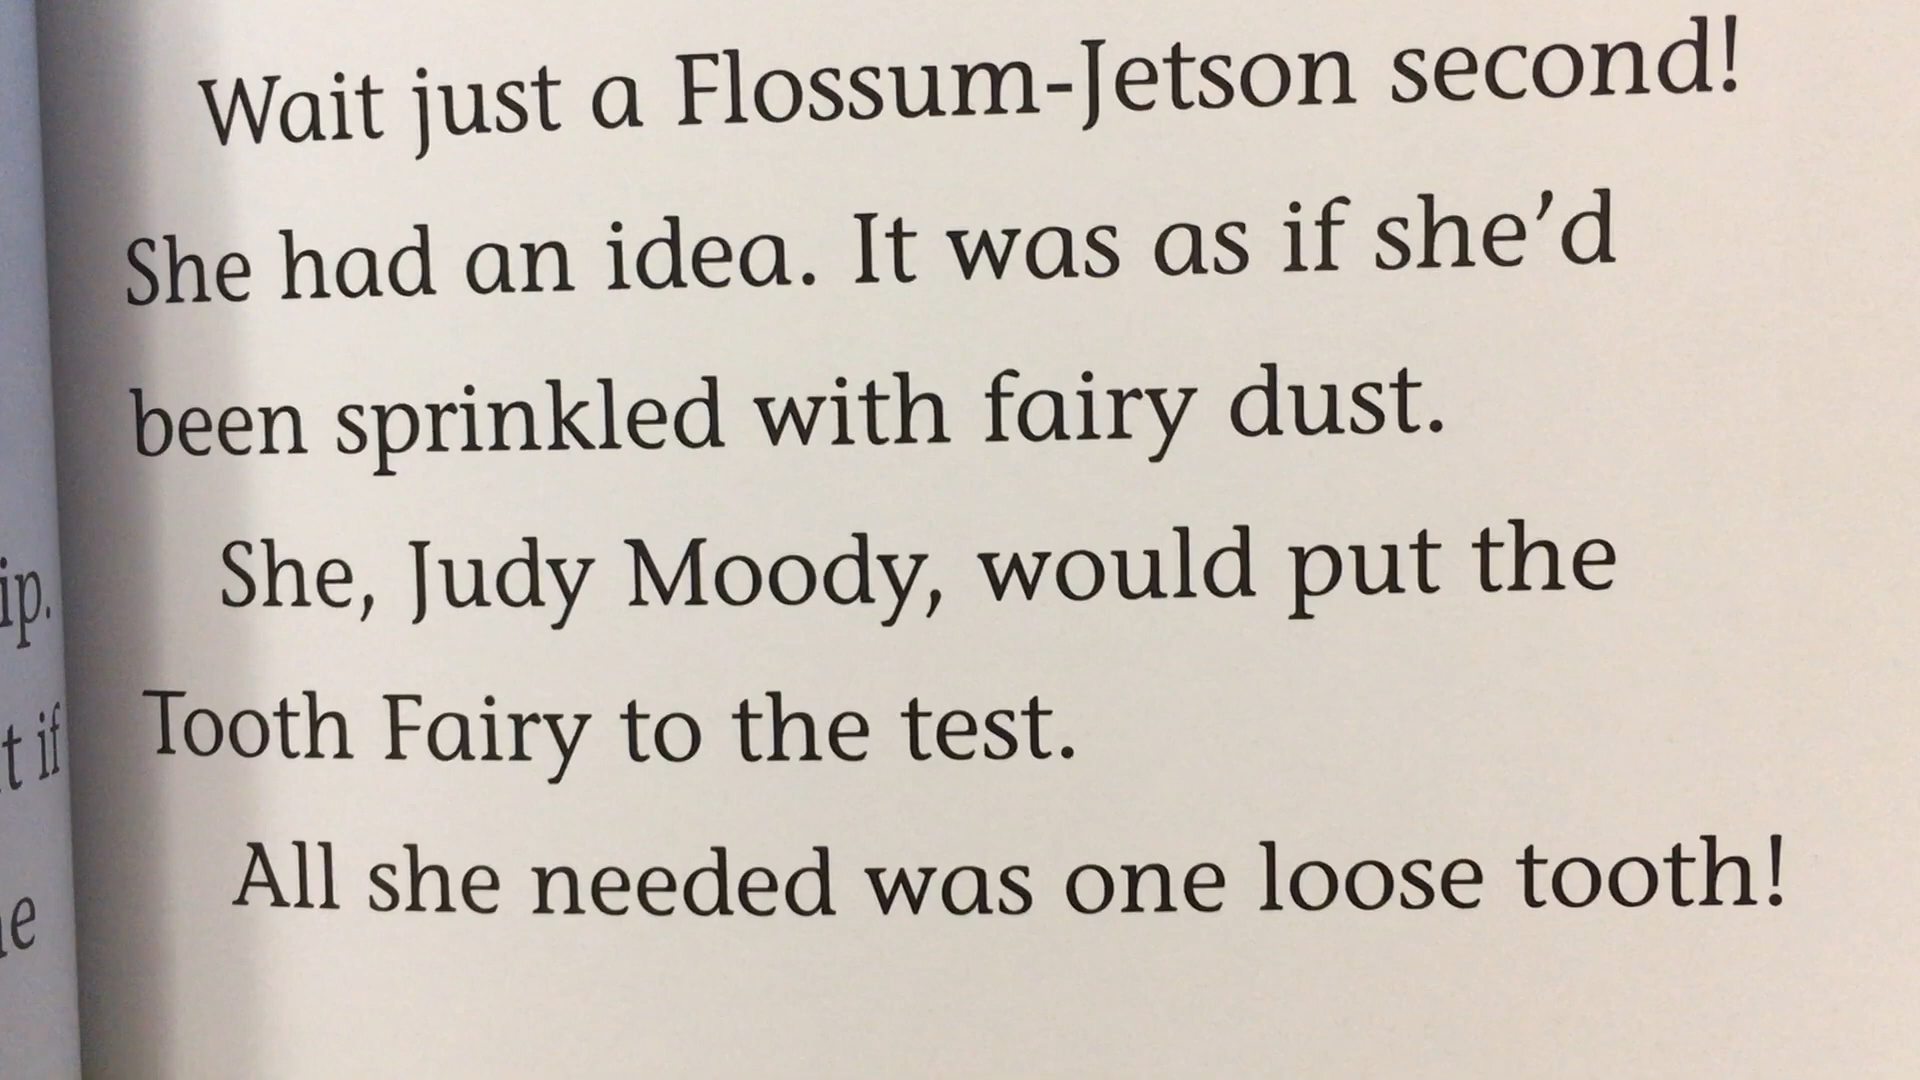 Wait just a Flossum-Jetson second!
She had an idea. It was as if she’d
been sprinkled with fairy dust.
She, Judy Moody, would put the
Tooth Fairy to the test.
All she needed was one loose tooth!